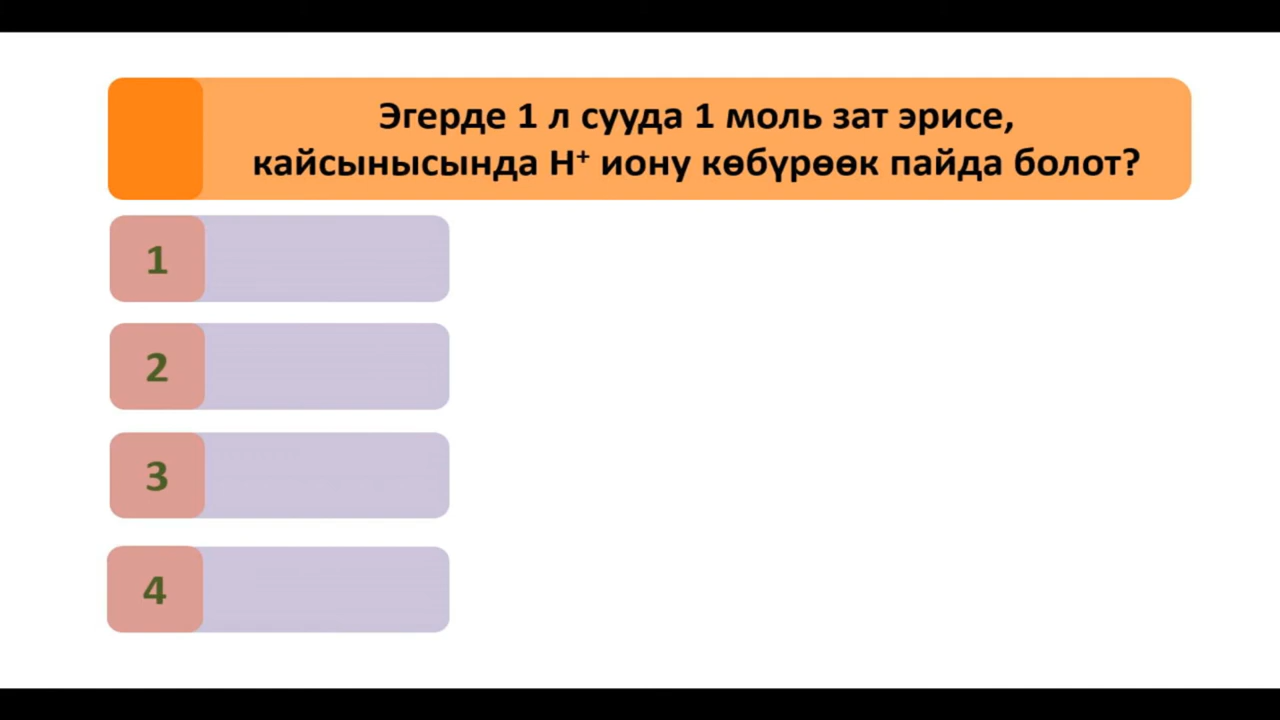 Эгерде 1 л сууда 1 моль зат эрисе,
кайсынысында H⁺ иону көбүрөөк пайда болот?
1
2
3
4